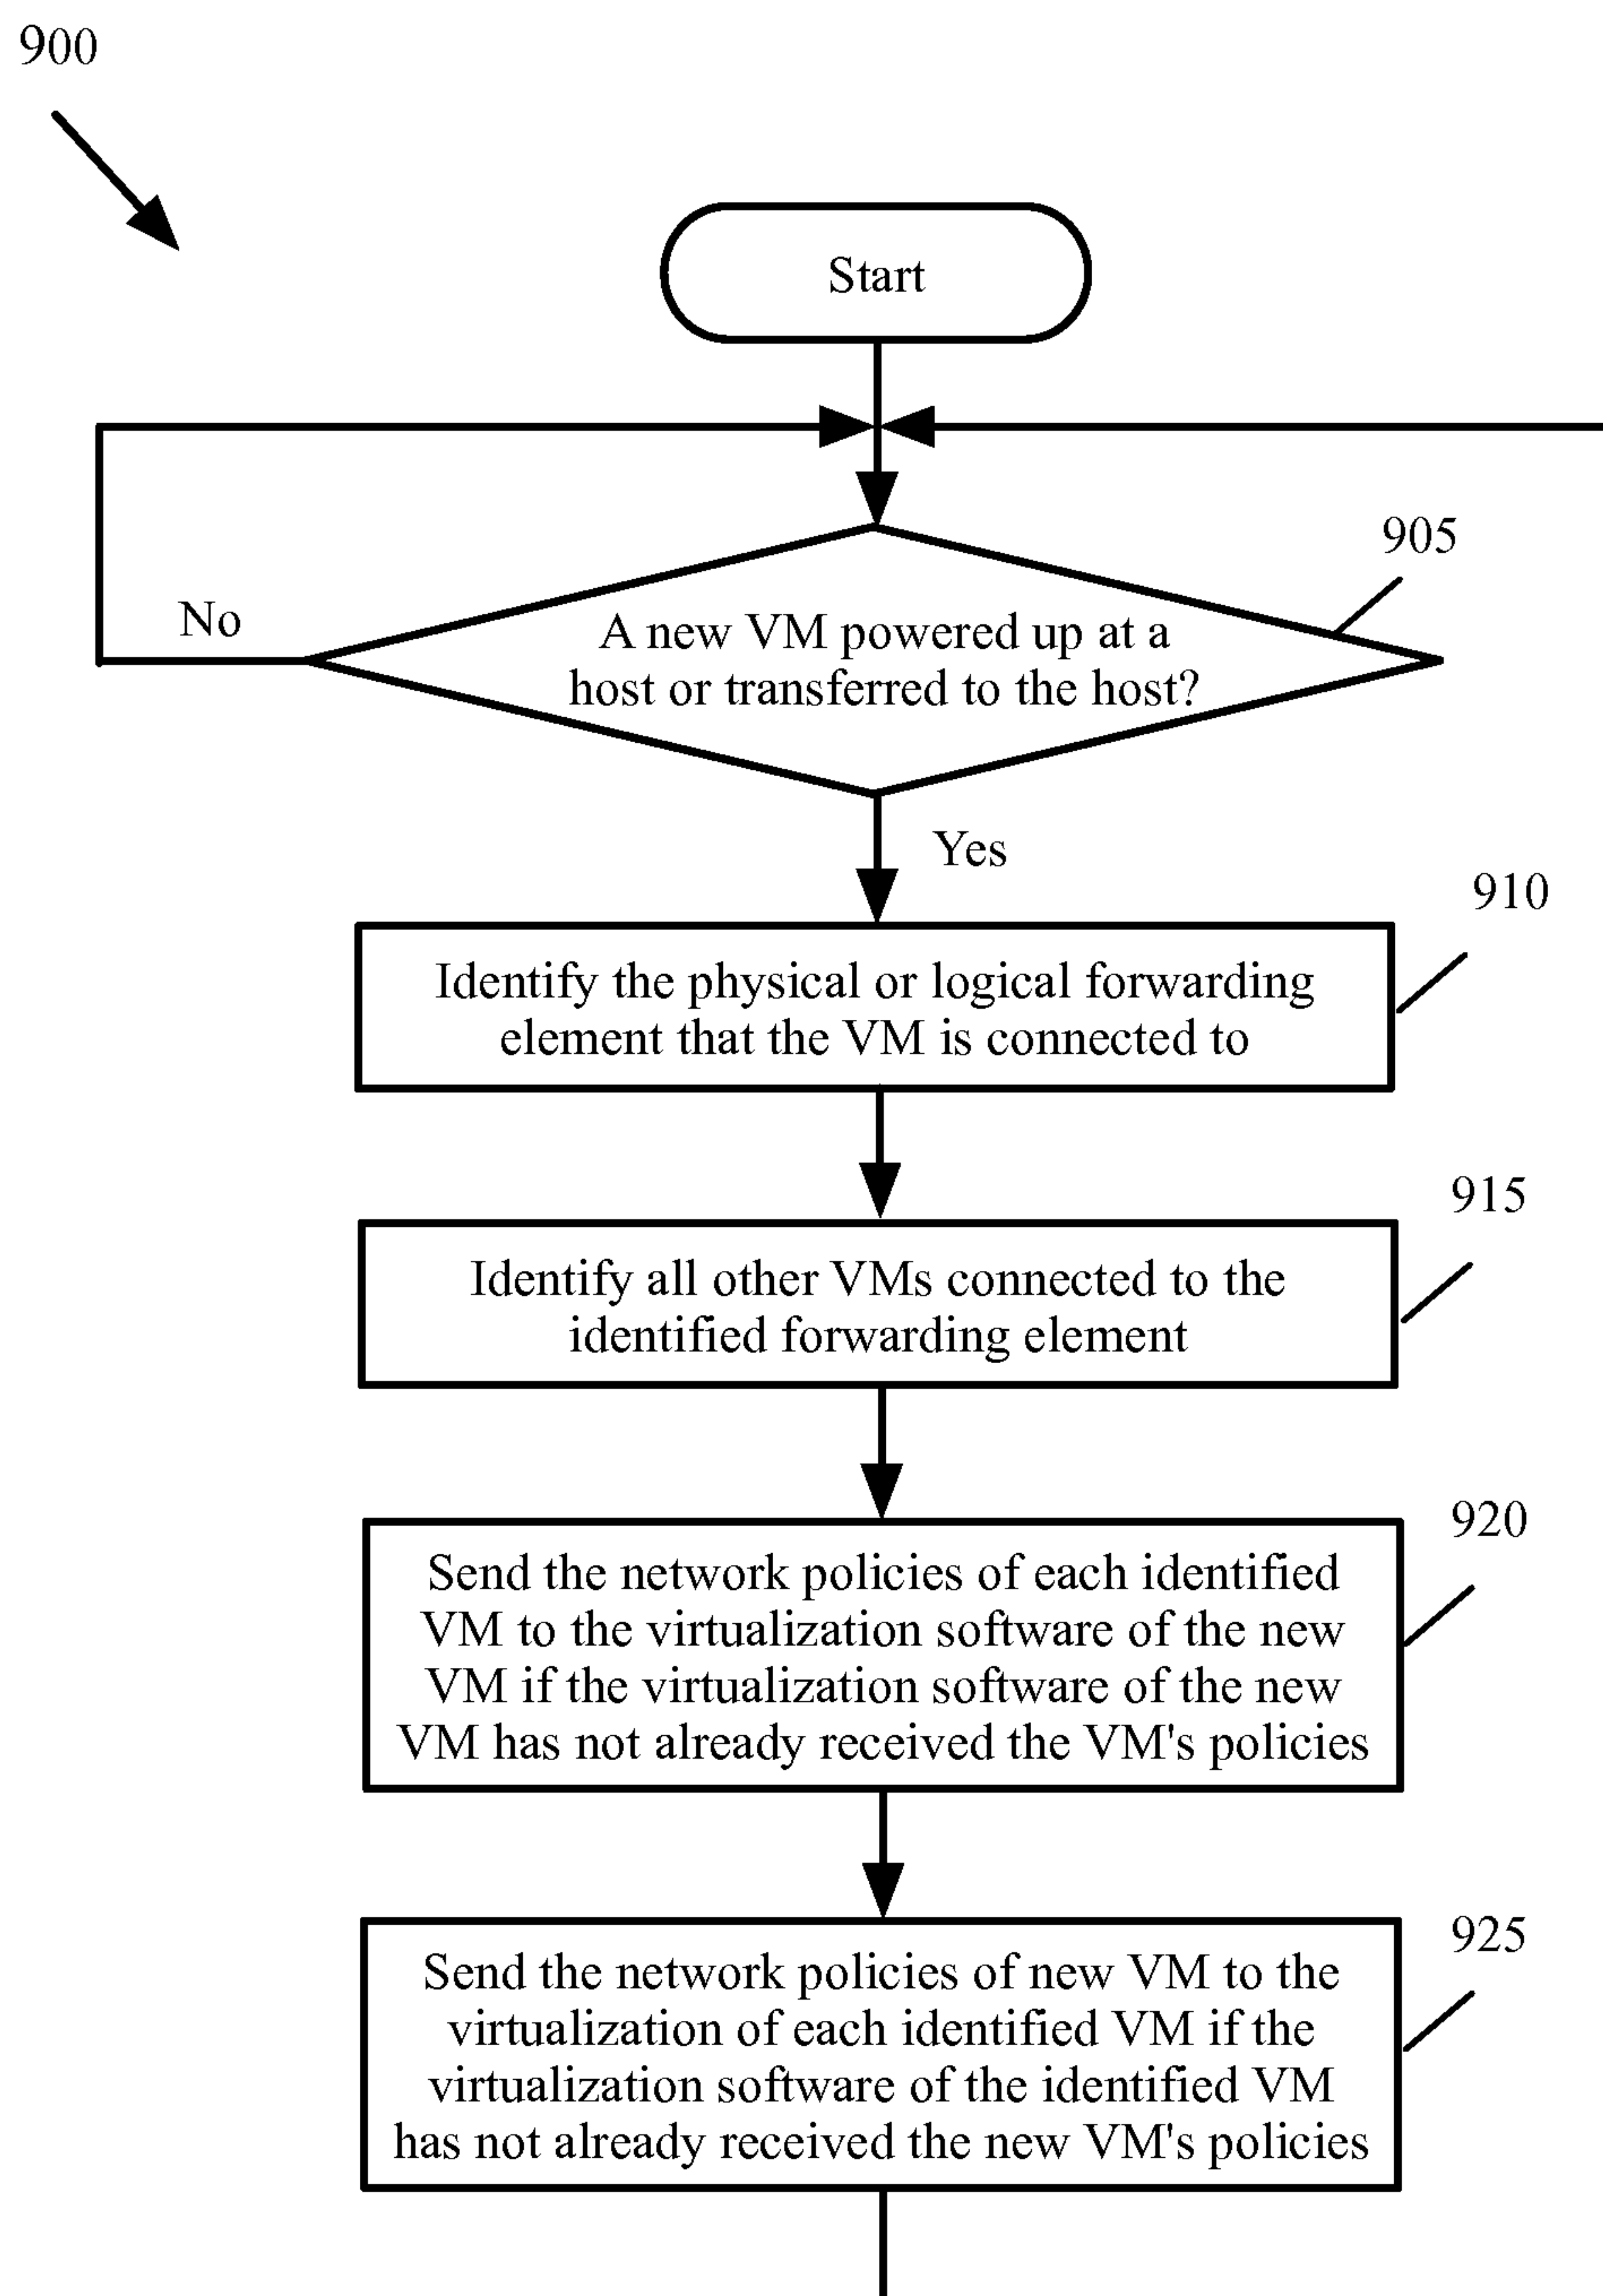 900
Start
905
No
A new VM powered up at a
host or transferred to the host?
Yes
910
Identify the physical or logical forwarding
element that the VM is connected to
915
Identify all other VMs connected to the
identified forwarding element
920
Send the network policies of each identified
VM to the virtualization software of the new
VM if the virtualization software of the new
VM has not already received the VM's policies
925
Send the network policies of new VM to the
virtualization of each identified VM if the
virtualization software of the identified VM
has not already received the new VM's policies